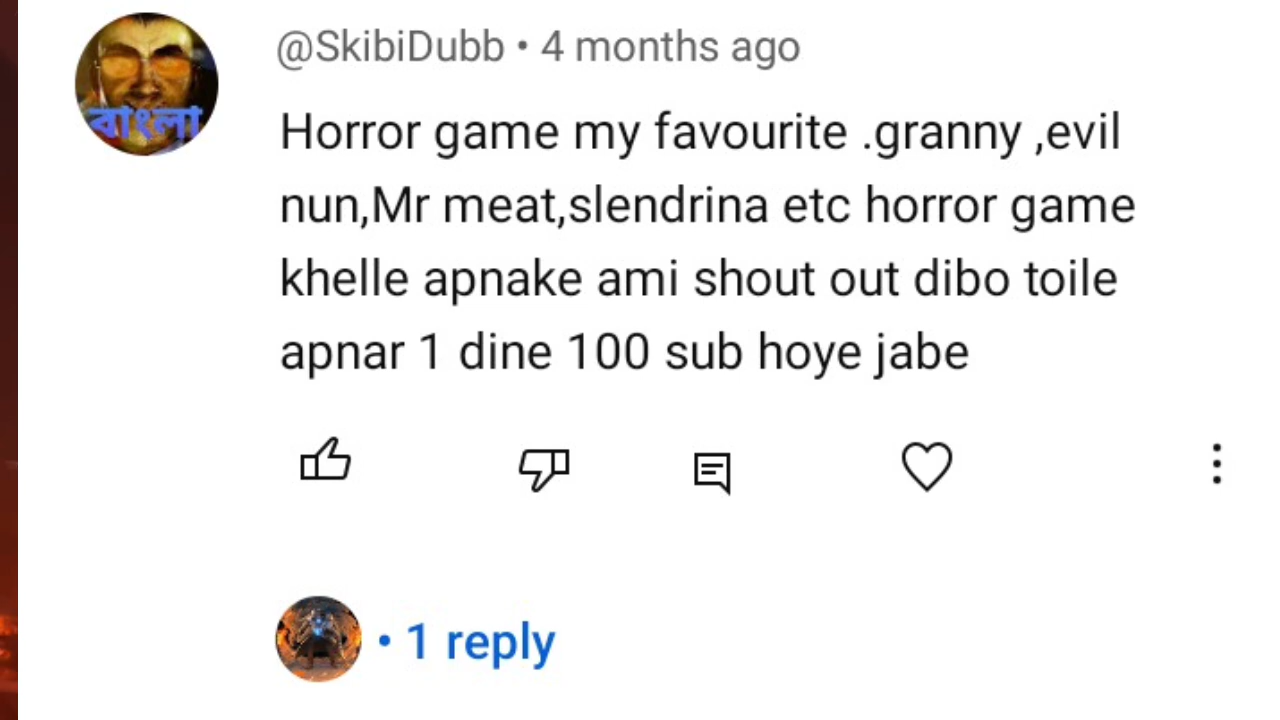 বাংলা
@SkibiDubb • 4 months ago
Horror game my favourite .granny ,evil
nun,Mr meat,slendrina etc horror game
khelle apnake ami shout out dibo toile
apnar 1 dine 100 sub hoye jabe
• 1 reply